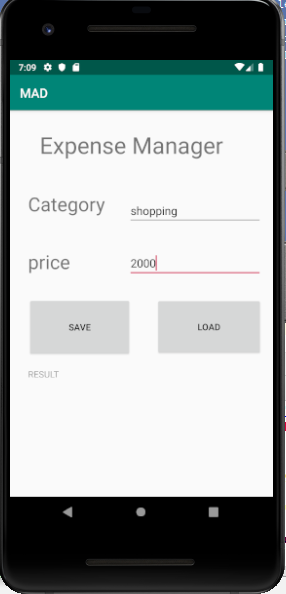 7:09
MAD
Expense Manager
Category shopping
price 2000
SAVE LOAD
RESULT